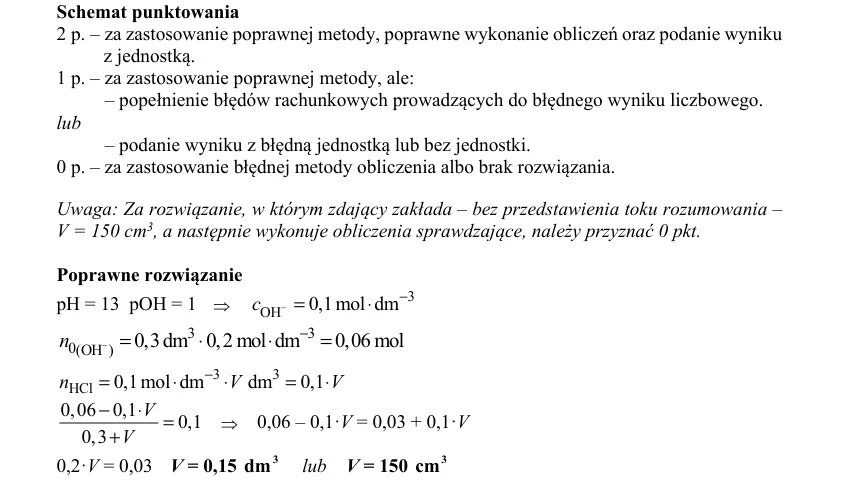 Schemat punktowania
2 p. – za zastosowanie poprawnej metody, poprawne wykonanie obliczeń oraz podanie wyniku
z jednostką.
1 p. – za zastosowanie poprawnej metody, ale:
– popełnienie błędów rachunkowych prowadzących do błędnego wyniku liczbowego.
lub
– podanie wyniku z błędną jednostką lub bez jednostki.
0 p. – za zastosowanie błędnej metody obliczenia albo brak rozwiązania.
Uwaga: Za rozwiązanie, w którym zdający zakłada – bez przedstawienia toku rozumowania –
V = 150 cm³, a następnie wykonuje obliczenia sprawdzające, należy przyznać 0 pkt.
Poprawne rozwiązanie
pH = 13 pOH = 1 ⇒ c_OH⁻ = 0,1 mol · dm⁻³
n_0(OH⁻) = 0,3 dm³ · 0,2 mol · dm⁻³ = 0,06 mol
n_HCl = 0,1 mol · dm⁻³ · V dm³ = 0,1 · V
(0,06 – 0,1 · V) / (0,3 + V) = 0,1 ⇒ 0,06 – 0,1 · V = 0,03 + 0,1 · V
0,2 · V = 0,03 V = 0,15 dm³ lub V = 150 cm³